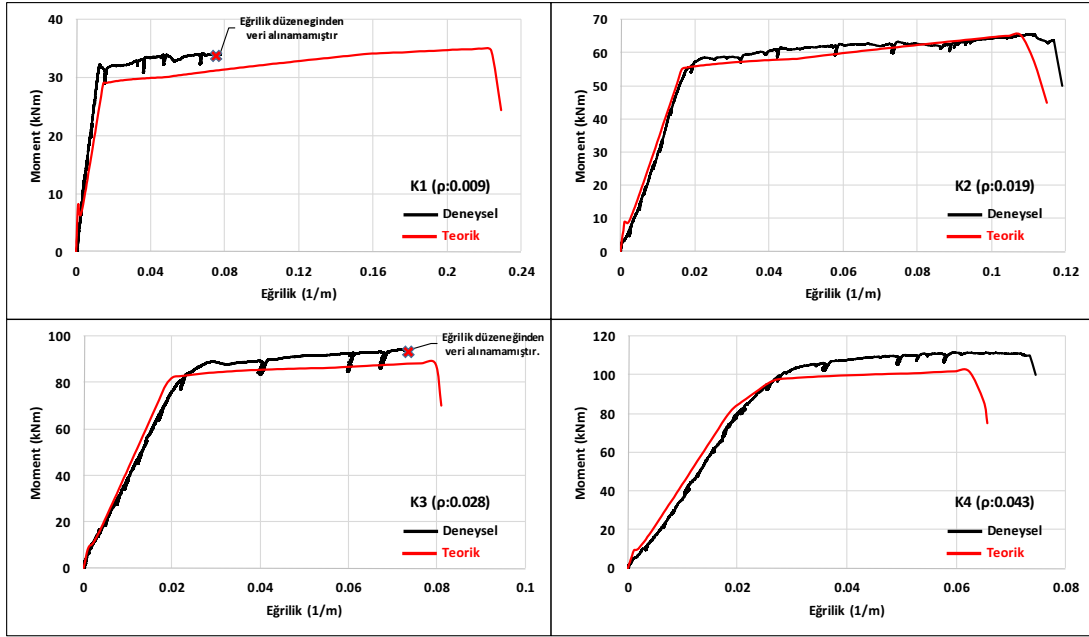 Eğrilik düzeneginden
veri alınamamıştır
Moment (kNm)
40
30
20
10
0
0
0.04
0.08
0.12
0.16
0.2
0.24
Eğrilik (1/m)
K1 (ρ:0.009)
Deneysel
Teorik
Moment (kNm)
70
60
50
40
30
20
10
0
0
0.02
0.04
0.06
0.08
0.1
0.12
Eğrilik (1/m)
K2 (ρ:0.019)
Deneysel
Teorik
Eğrilik düzeneğinden
veri alınamamıştır.
Moment (kNm)
100
80
60
40
20
0
0
0.02
0.04
0.06
0.08
0.1
Eğrilik (1/m)
K3 (ρ:0.028)
Deneysel
Teorik
Moment (kNm)
120
100
80
60
40
20
0
0
0.02
0.04
0.06
0.08
Eğrilik (1/m)
K4 (ρ:0.043)
Deneysel
Teorik